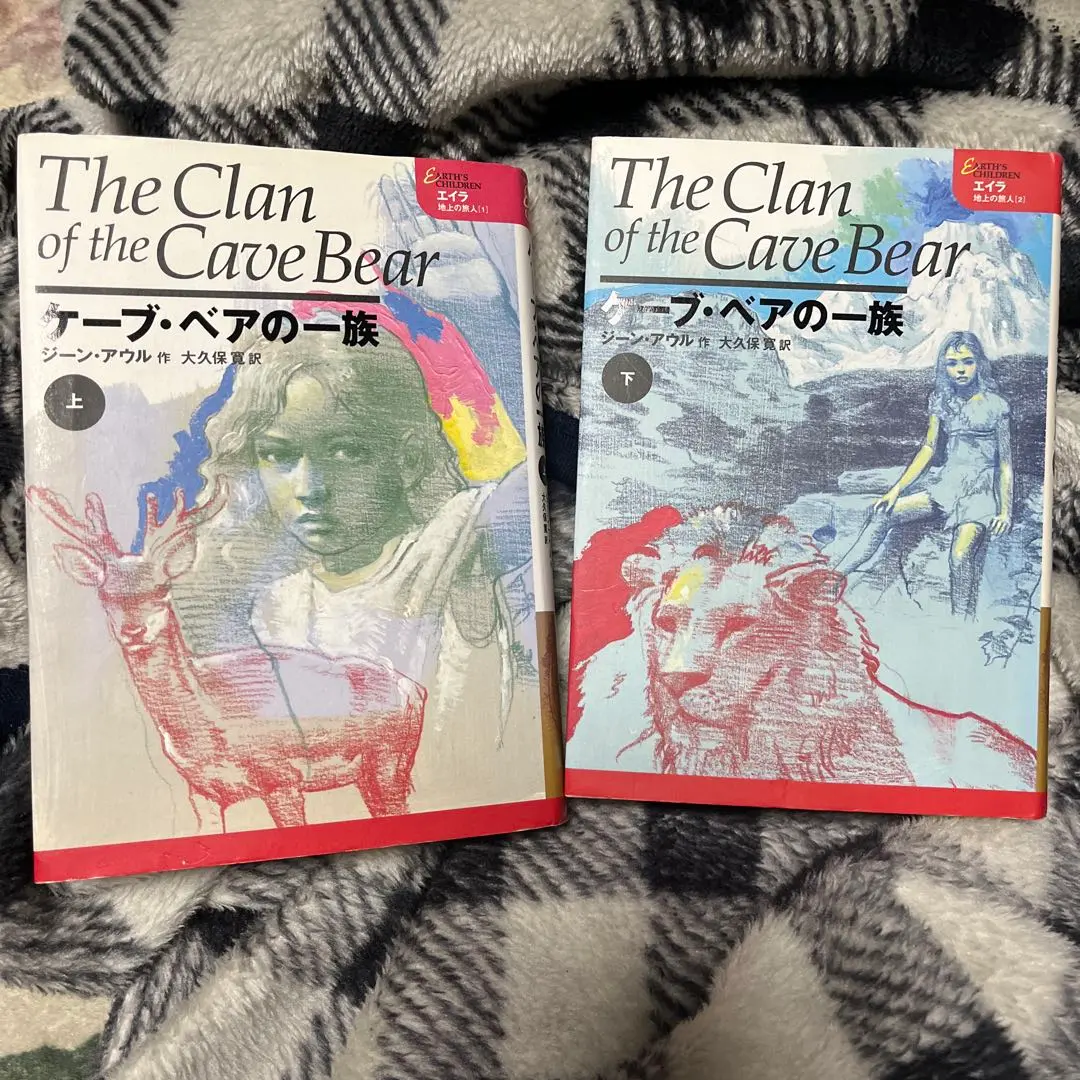 The Clan
of the Cave Bear
ケーブ・ベアの一族
ジーン・アウル 作 大久保 寛 訳
上
EARTH'S
CHILDREN
エイラ
地上の旅人[1]
The Clan
of the Cave Bear
ケーブ・ベアの一族
ジーン・アウル 作 大久保 寛 訳
下
EARTH'S
CHILDREN
エイラ
地上の旅人[2]